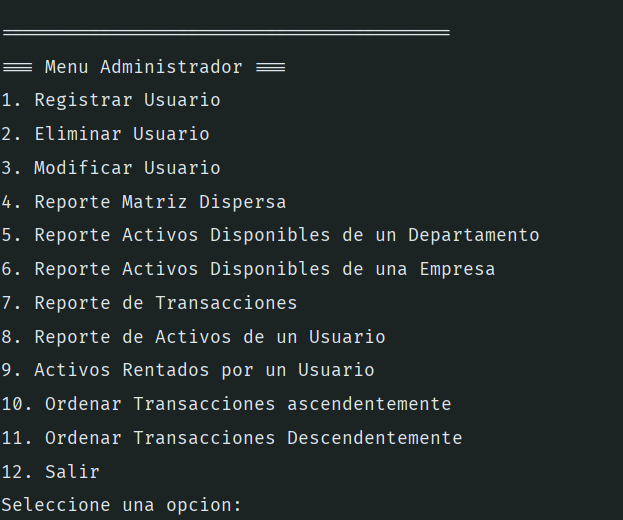 =========================================
=== Menu Administrador ===
1. Registrar Usuario
2. Eliminar Usuario
3. Modificar Usuario
4. Reporte Matriz Dispersa
5. Reporte Activos Disponibles de un Departamento
6. Reporte Activos Disponibles de una Empresa
7. Reporte de Transacciones
8. Reporte de Activos de un Usuario
9. Activos Rentados por un Usuario
10. Ordenar Transacciones ascendentemente
11. Ordenar Transacciones Descendentemente
12. Salir
Seleccione una opcion: